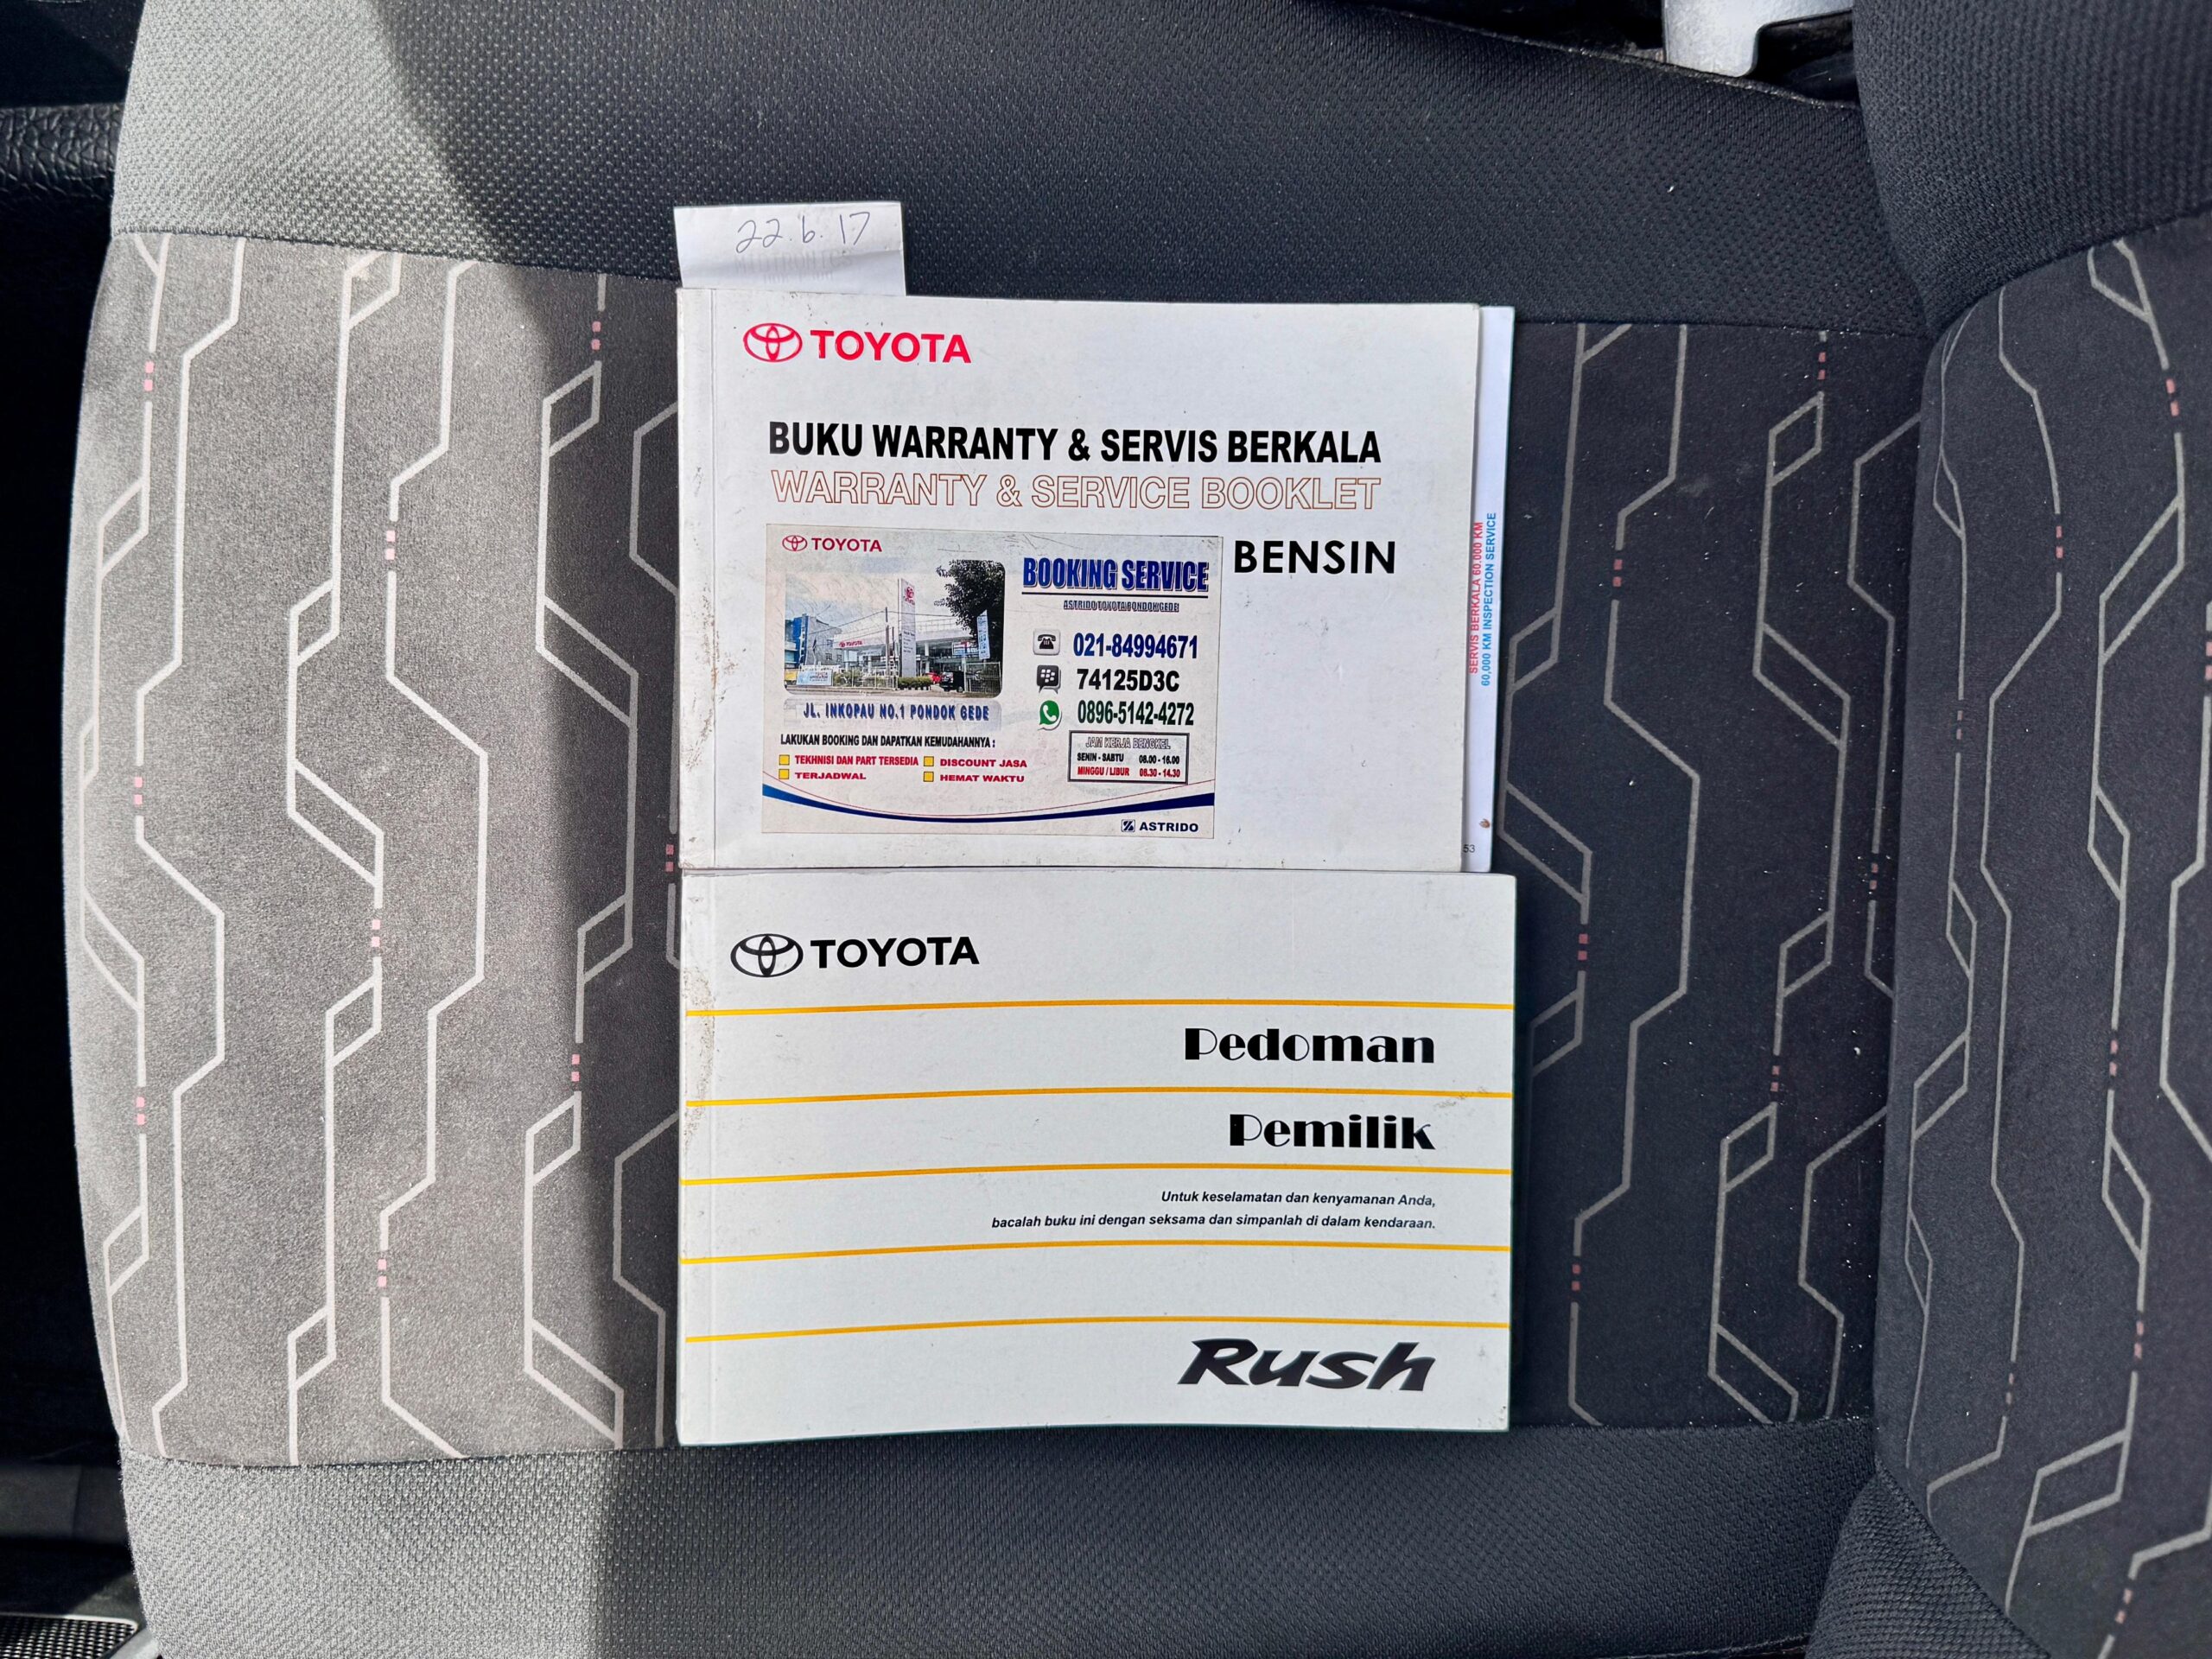 22.6.17
TOYOTA
BUKU WARRANTY & SERVIS BERKALA
WARRANTY & SERVICE BOOKLET
BENSIN
TOYOTA
BOOKING SERVICE
ASTRIDO TOYOTA PONDOK GEDE
021-84994671
74125D3C
0896-5142-4272
JL. INKOPAU NO.1 PONDOK GEDE
LAKUKAN BOOKING DAN DAPATKAN KEMUDAHANNYA :
TEKHNISI DAN PART TERSEDIA
DISCOUNT JASA
TERJADWAL
HEMAT WAKTU
JAM KERJA BENGKEL
SENIN - SABTU 08.00 - 16.00
MINGGU / LIBUR 08.30 - 14.30
ASTRIDO
SERVIS BERKALA 60.000 KM
60,000 KM INSPECTION SERVICE
53
TOYOTA
Pedoman
Pemilik
Untuk keselamatan dan kenyamanan Anda,
bacalah buku ini dengan seksama dan simpanlah di dalam kendaraan.
Rush